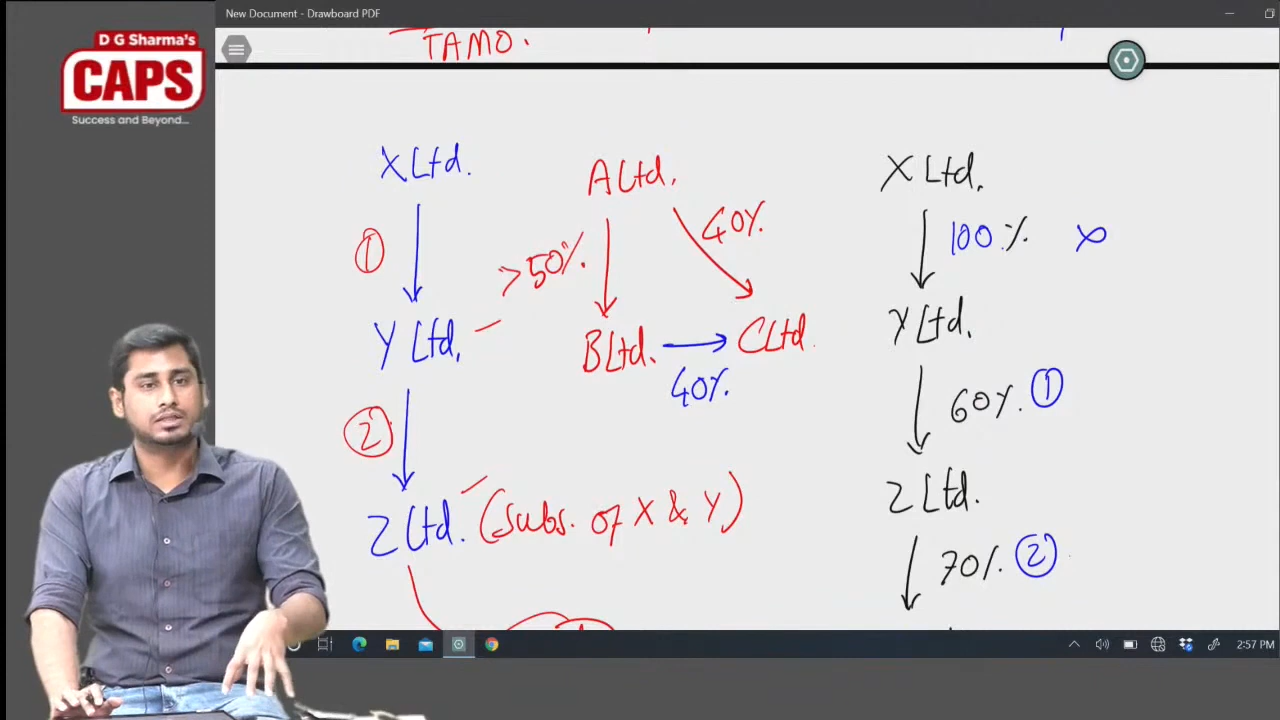 New Document - Drawboard PDF
D G Sharma's
CAPS
Success and Beyond...
TAMO.
X Ltd.
1
Y Ltd.
2
Z Ltd. (Subs. of X & Y)
A Ltd.
>50%.
40%.
B Ltd. C Ltd.
40%.
X Ltd.
100%
Y Ltd.
60%. 1
Z Ltd.
70%. 2
2:57 PM